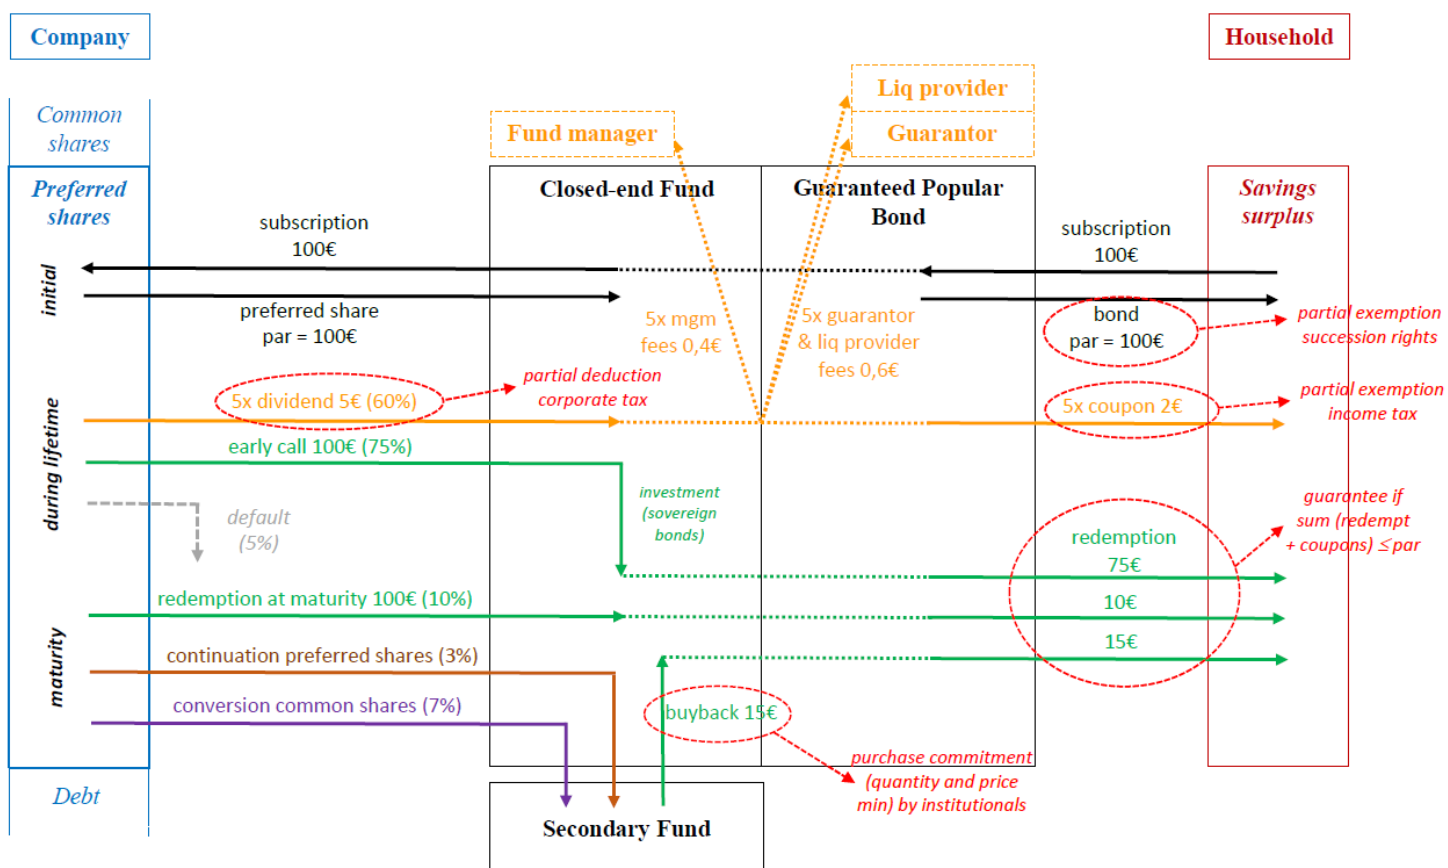 Company
Household
Common
shares
Liq provider
Fund manager
Guarantor
Preferred
shares
Closed-end Fund
Guaranteed Popular
Bond
Savings
surplus
initial
subscription
100€
subscription
100€
preferred share
par = 100€
5x mgm
fees 0,4€
5x guarantor
& liq provider
fees 0,6€
bond
par = 100€
partial exemption
succession rights
during lifetime
5x dividend 5€ (60%)
partial deduction
corporate tax
5x coupon 2€
partial exemption
income tax
early call 100€ (75%)
default
(5%)
investment
(sovereign
bonds)
redemption
75€
guarantee if
sum (redempt
+ coupons) ≤par
maturity
redemption at maturity 100€ (10%)
10€
15€
continuation preferred shares (3%)
conversion common shares (7%)
buyback 15€
purchase commitment
(quantity and price
min) by institutionals
Debt
Secondary Fund